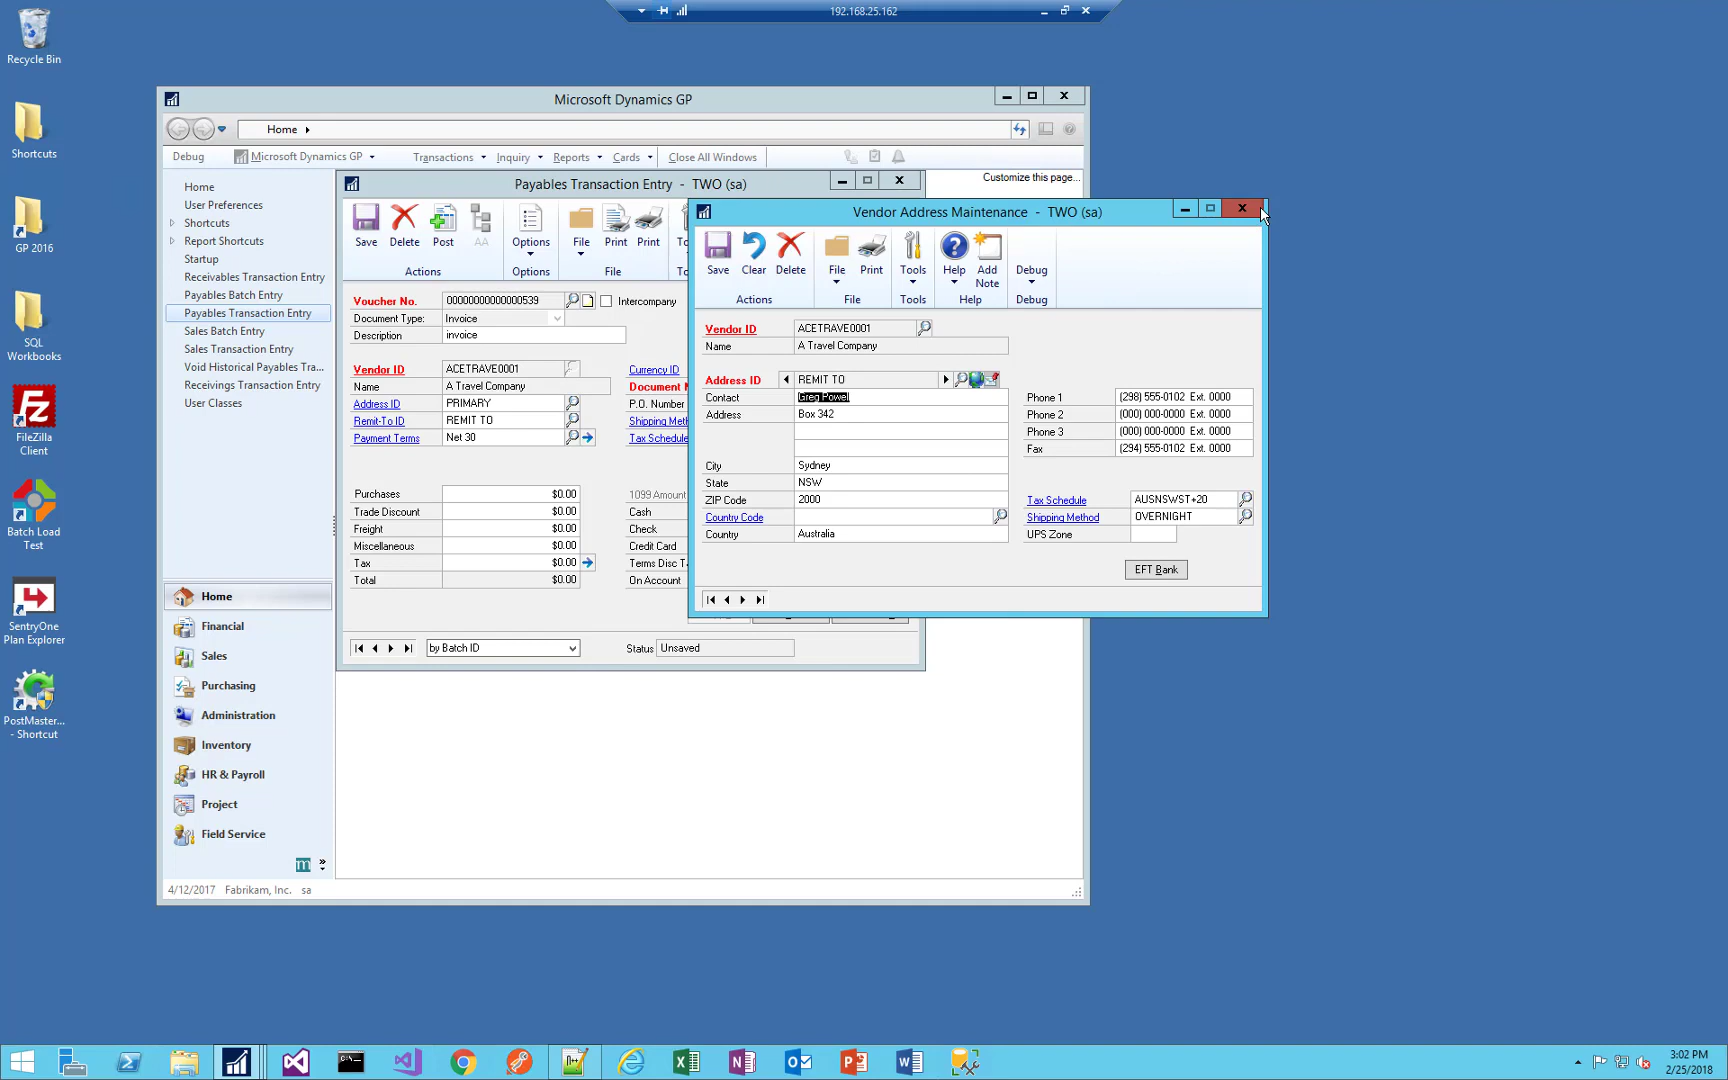 192.168.25.162
Recycle Bin
Shortcuts
GP 2016
SQL
Workbooks
FileZilla
Client
Batch Load
Test
SentryOne
Plan Explorer
PostMaster...
- Shortcut
Microsoft Dynamics GP
Home
Debug
Microsoft Dynamics GP
Transactions
Inquiry
Reports
Cards
Close All Windows
Customize this page...
Home
User Preferences
Shortcuts
Report Shortcuts
Startup
Receivables Transaction Entry
Payables Batch Entry
Payables Transaction Entry
Sales Batch Entry
Sales Transaction Entry
Void Historical Payables Tra...
Receivings Transaction Entry
User Classes
Home
Financial
Sales
Purchasing
Administration
Inventory
HR & Payroll
Project
Field Service
4/12/2017 Fabrikam, Inc. sa
Payables Transaction Entry - TWO (sa)
Save Delete Post AA Options File Print Print
Actions Options File
Voucher No. 00000000000000539 Intercompany
Document Type: Invoice
Description invoice
Vendor ID ACETRAVE0001 Currency ID
Name A Travel Company
Address ID PRIMARY P.O. Number
Remit-To ID REMIT TO
Payment Terms Net 30 Tax Schedule
Purchases $0.00 1099 Amount
Trade Discount $0.00 Cash
Freight $0.00 Check
Miscellaneous $0.00 Credit Card
Tax $0.00 Terms Disc T
Total $0.00 On Account
by Batch ID Status Unsaved
Vendor Address Maintenance - TWO (sa)
Save Clear Delete File Print Tools Help Add Note Debug
Actions File Tools Help Debug
Vendor ID ACETRAVE0001
Name A Travel Company
Address ID REMIT TO
Contact Greg Powell Phone 1 (298) 555-0102 Ext. 0000
Address Box 342 Phone 2 (000) 000-0000 Ext. 0000
Phone 3 (000) 000-0000 Ext. 0000
Fax (294) 555-0102 Ext. 0000
City Sydney
State NSW
ZIP Code 2000 Tax Schedule AUSNSWST+20
Country Code Shipping Method OVERNIGHT
Country Australia UPS Zone
EFT Bank
3:02 PM
2/25/2018